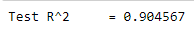 Test R^2     = 0.904567